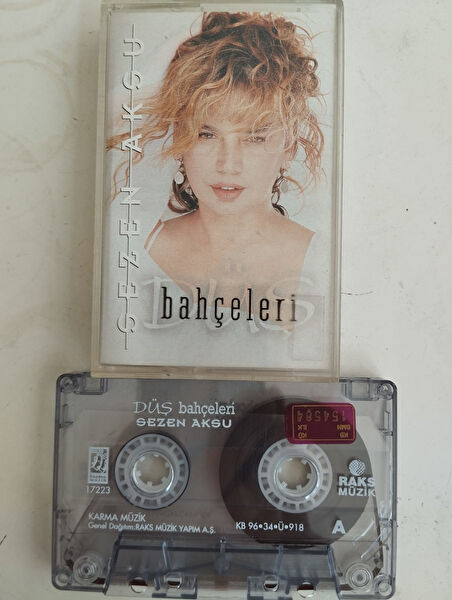 SEZEN AKSU
DÜŞ
bahçeleri
DÜŞ bahçeleri
SEZEN AKSU
17223
KARMA MÜZİK
Genel Dağıtım: RAKS MÜZİK YAPIM A.Ş.
KB 96•34•Ü•918
A
RAKS
MÜZİK
154584